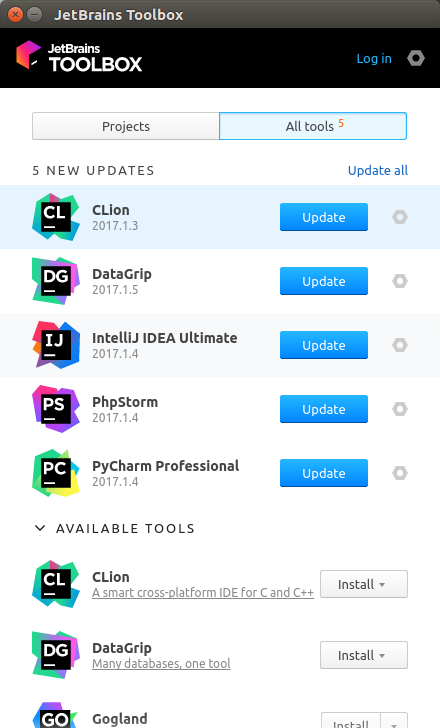 JetBrains Toolbox
JetBrains
TOOLBOX
Log in
Projects
All tools 5
5 NEW UPDATES
Update all
CL
CLion
2017.1.3
Update
DG
DataGrip
2017.1.5
Update
IJ
IntelliJ IDEA Ultimate
2017.1.4
Update
PS
PhpStorm
2017.1.4
Update
PC
PyCharm Professional
2017.1.4
Update
AVAILABLE TOOLS
CL
CLion
A smart cross-platform IDE for C and C++
Install
DG
DataGrip
Many databases, one tool
Install
GO
Gogland
Install